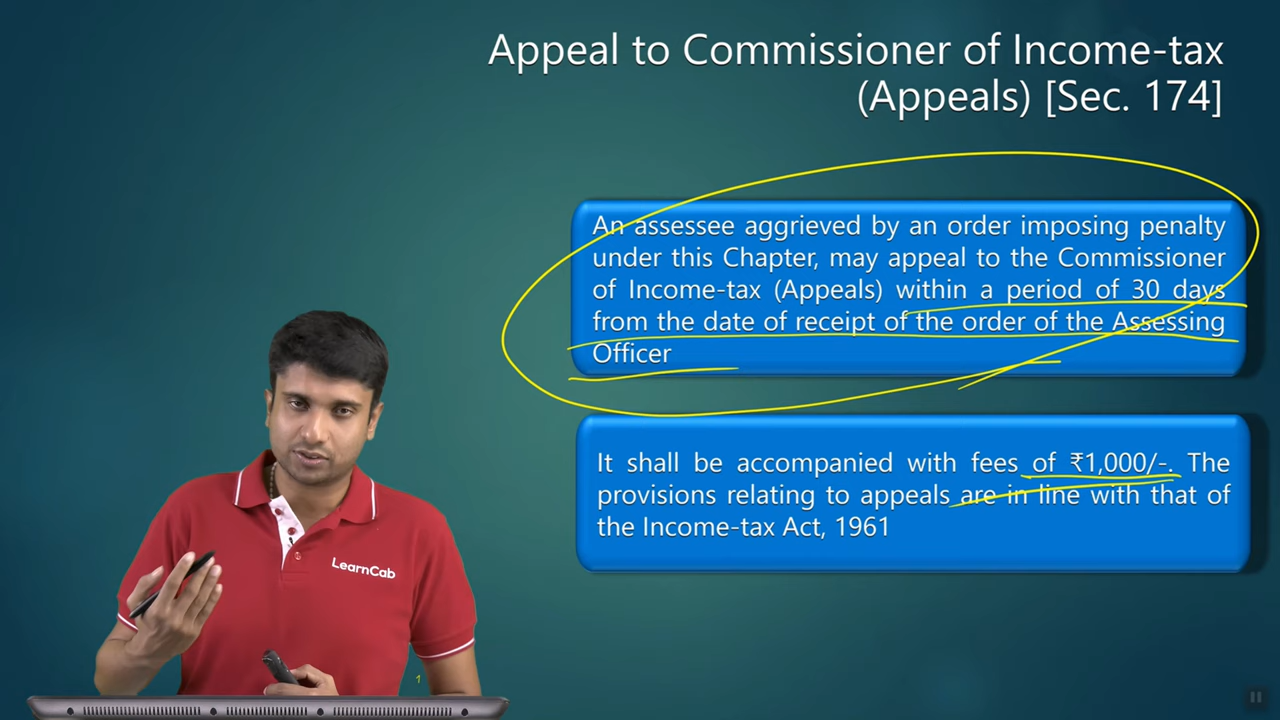 Appeal to Commissioner of Income-tax
(Appeals) [Sec. 174]
An assessee aggrieved by an order imposing penalty
under this Chapter, may appeal to the Commissioner
of Income-tax (Appeals) within a period of 30 days
from the date of receipt of the order of the Assessing
Officer
It shall be accompanied with fees of ₹1,000/-. The
provisions relating to appeals are in line with that of
the Income-tax Act, 1961
LearnCab
1